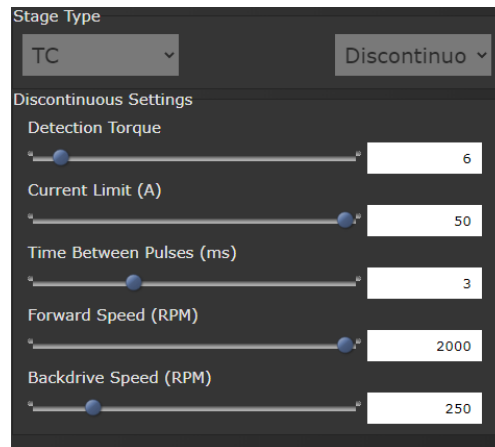 Stage Type
TC Discontinuo
Discontinuous Settings
Detection Torque
6
Current Limit (A)
50
Time Between Pulses (ms)
3
Forward Speed (RPM)
2000
Backdrive Speed (RPM)
250